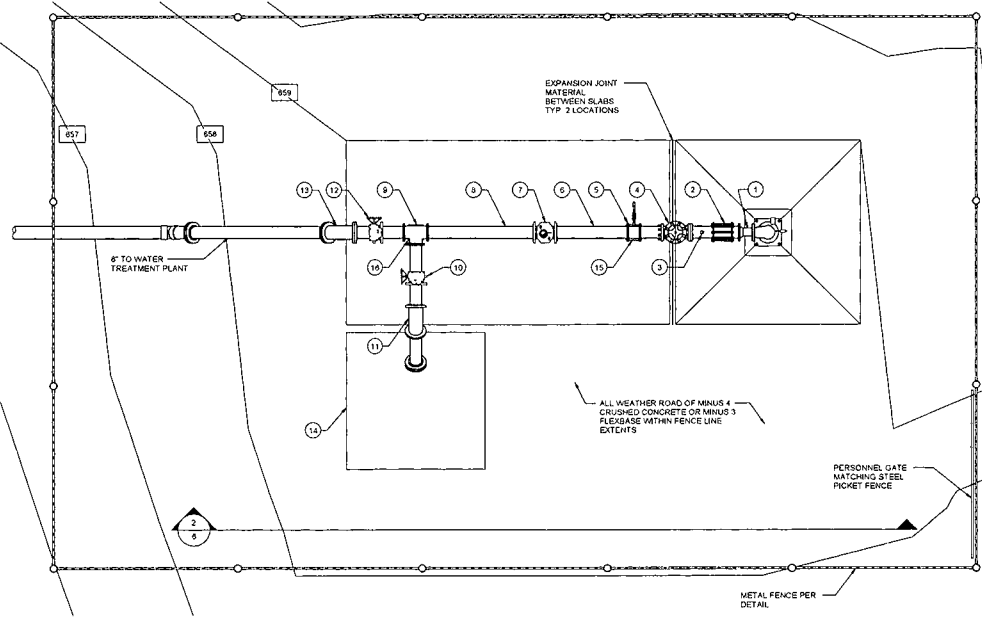 659
EXPANSION JOINT
MATERIAL
BETWEEN SLABS
TYP 2 LOCATIONS
657
658
13
12
9
8
7
6
5
4
2
1
6" TO WATER
TREATMENT PLANT
16
10
15
3
11
14
ALL WEATHER ROAD OF MINUS 4
CRUSHED CONCRETE OR MINUS 3
FLEXBASE WITHIN FENCE LINE
EXTENTS
PERSONNEL GATE
MATCHING STEEL
PICKET FENCE
2
6
METAL FENCE PER
DETAIL